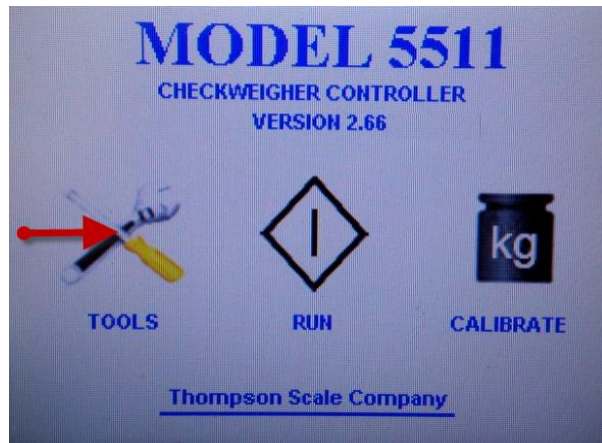 MODEL 5511
CHECKWEIGHER CONTROLLER
VERSION 2.66
kg
TOOLS
RUN
CALIBRATE
Thompson Scale Company